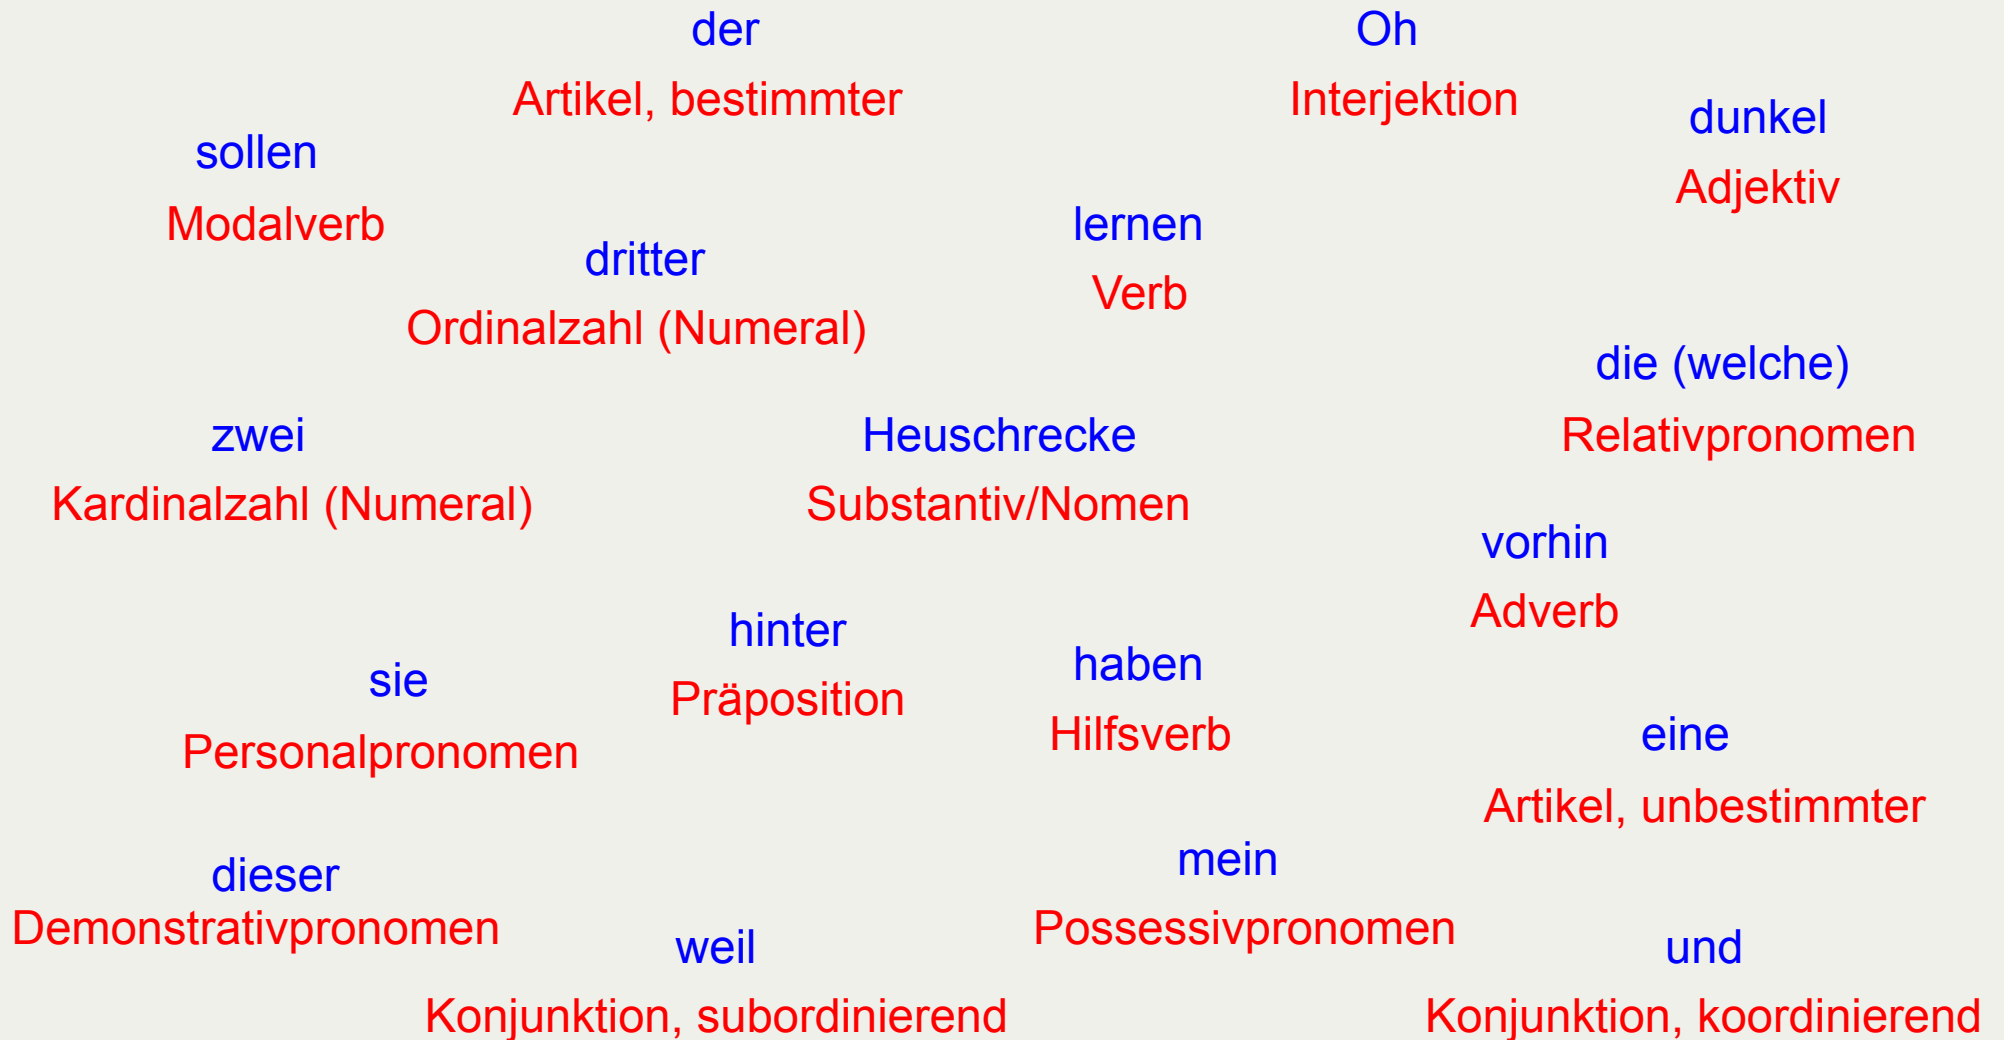 der
Artikel, bestimmter
Oh
Interjektion
dunkel
Adjektiv
sollen
Modalverb
dritter
Ordinalzahl (Numeral)
lernen
Verb
die (welche)
Relativpronomen
zwei
Kardinalzahl (Numeral)
Heuschrecke
Substantiv/Nomen
vorhin
Adverb
sie
Personalpronomen
hinter
Präposition
haben
Hilfsverb
eine
Artikel, unbestimmter
dieser
Demonstrativpronomen
weil
Konjunktion, subordinierend
mein
Possessivpronomen
und
Konjunktion, koordinierend